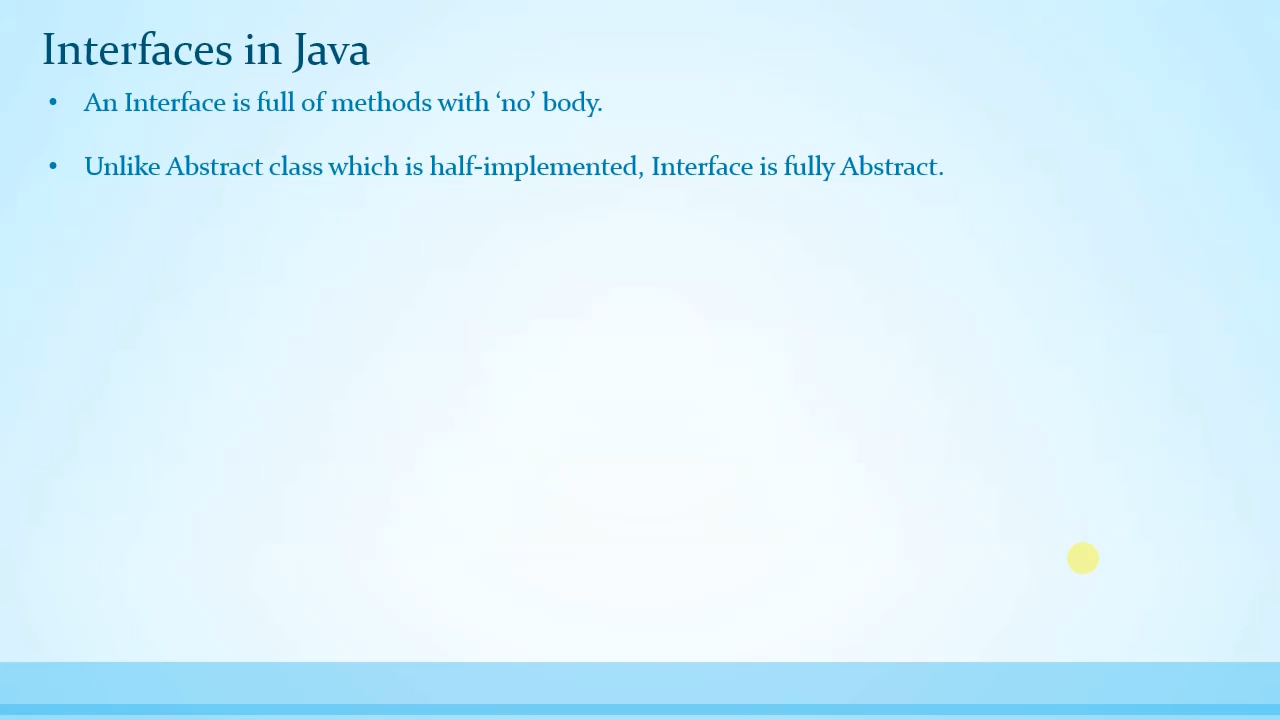 Interfaces in Java
• An Interface is full of methods with ‘no’ body.
• Unlike Abstract class which is half-implemented, Interface is fully Abstract.